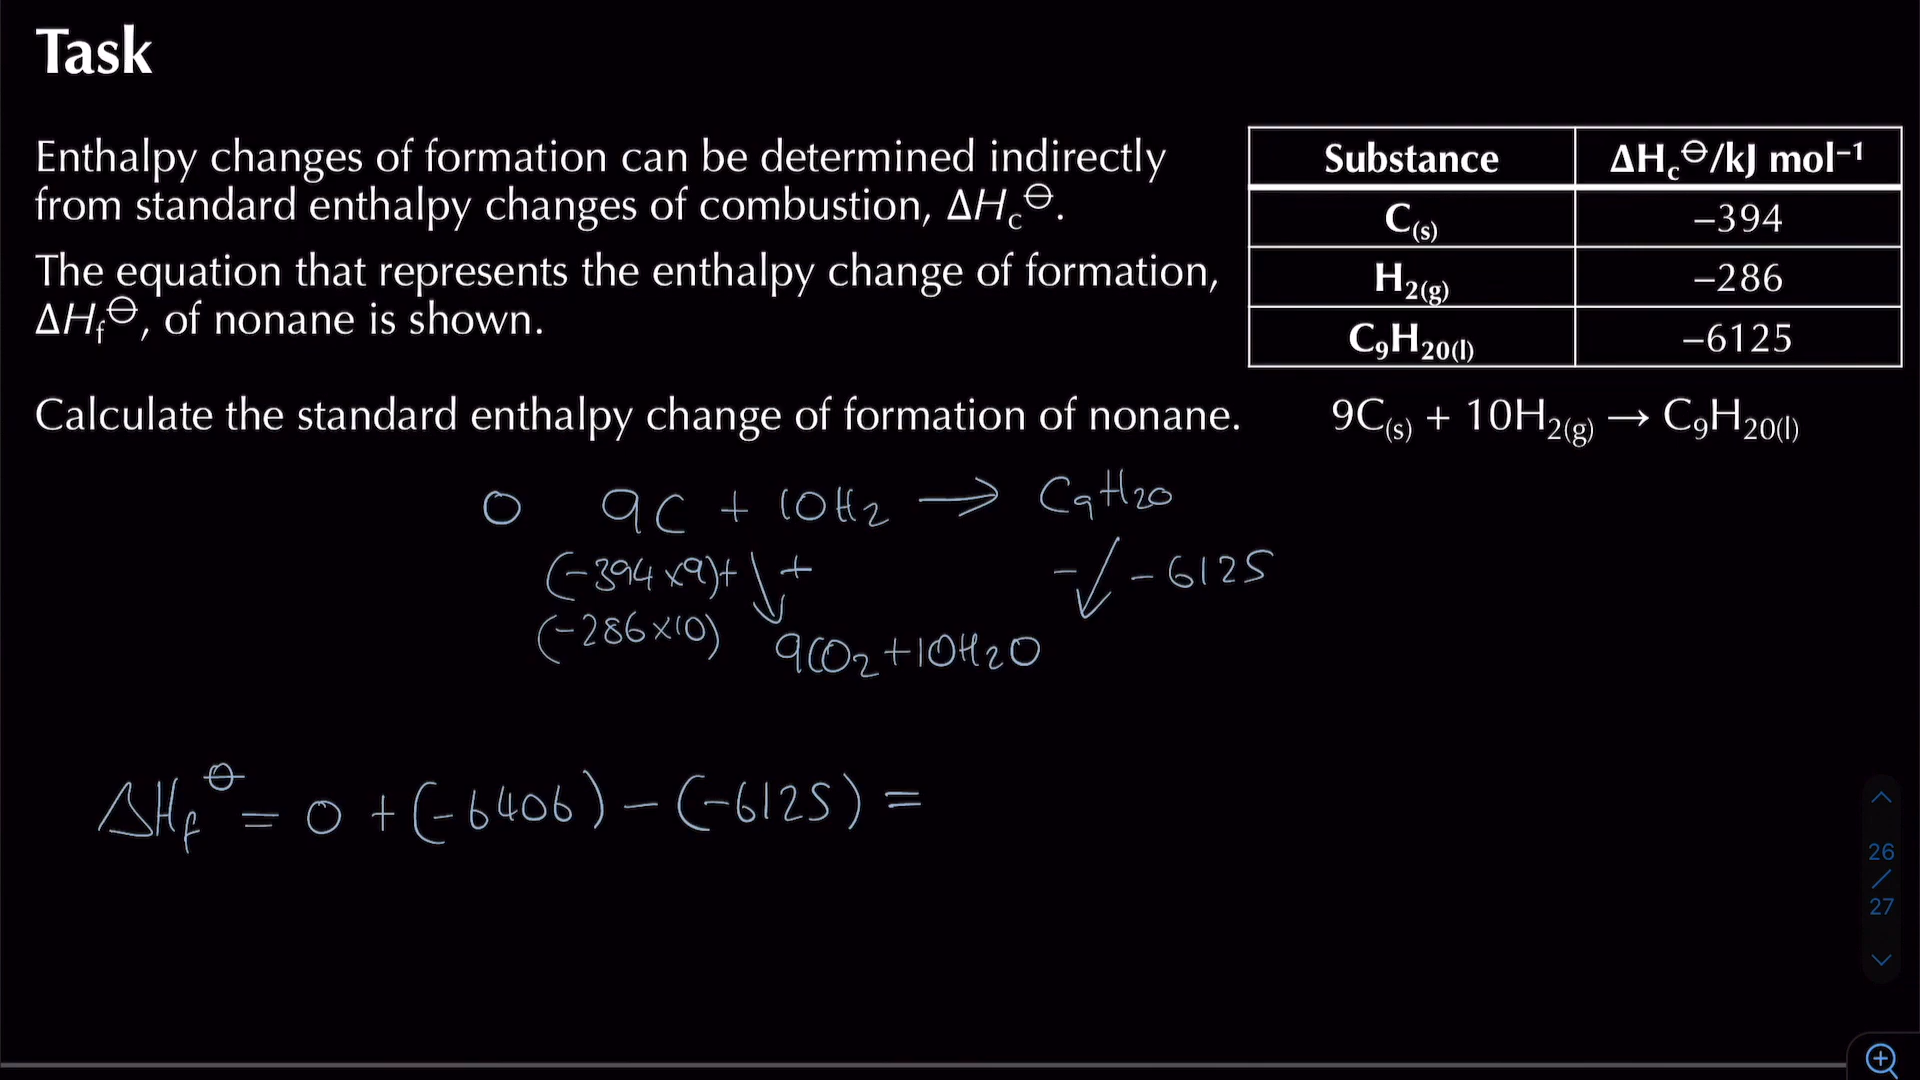 Task
Enthalpy changes of formation can be determined indirectly
from standard enthalpy changes of combustion, ΔH꜀⦵.
The equation that represents the enthalpy change of formation,
ΔHf⦵, of nonane is shown.
Calculate the standard enthalpy change of formation of nonane.
Substance ΔHc⦵/kJ mol⁻¹
C(s) –394
H₂(g) –286
C₉H₂₀(l) –6125
9C(s) + 10H₂(g) → C₉H₂₀(l)
0 9C + 10H₂ → C₉H₂₀
(-394×9)+ + - -6125
(-286×10)
9CO₂+10H₂O
ΔHf⦵ = 0 + (-6406) - (-6125) =
26
/
27